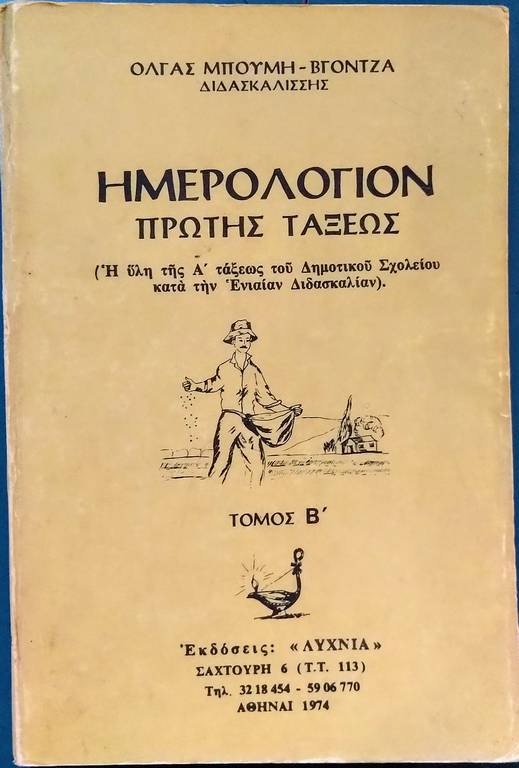 ΟΛΓΑΣ ΜΠΟΥΜΗ-ΒΓΟΝΤΖΑ
ΔΙΔΑΣΚΑΛΙΣΣΗΣ
ΗΜΕΡΟΛΟΓΙΟΝ
ΠΡΩΤΗΣ ΤΑΞΕΩΣ
(Ἡ ὕλη τῆς Α΄ τάξεως τοῦ Δημοτικοῦ Σχολείου
κατὰ τὴν Ἑνιαίαν Διδασκαλίαν).
ΤΟΜΟΣ Β΄
Ἐκδόσεις: «ΛΥΧΝΙΑ»
ΣΑΧΤΟΥΡΗ 6 (Τ.Τ. 113)
Τηλ. 32 18 454 - 59 06 770
ΑΘΗΝΑΙ 1974